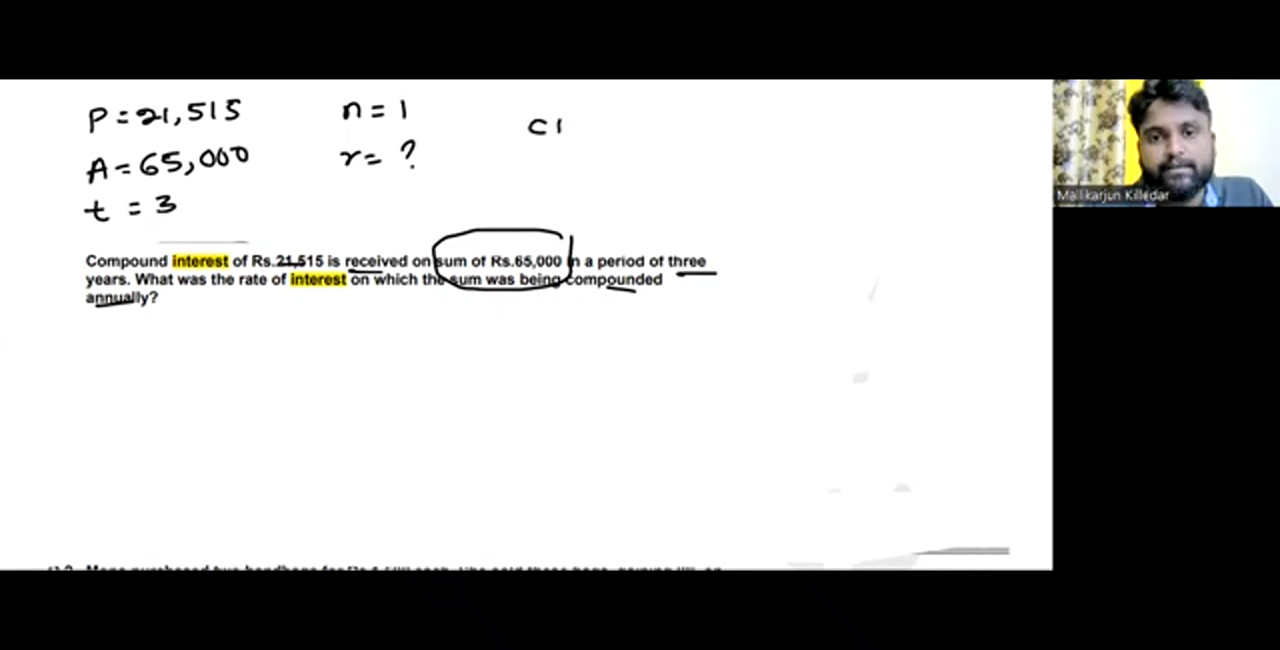 P = 21,515 n = 1 CI
A = 65,000 r = ?
t = 3
Mallikarjun Killedar
Compound interest of Rs.21,515 is received on sum of Rs.65,000 in a period of three
years. What was the rate of interest on which the sum was being compounded
annually?